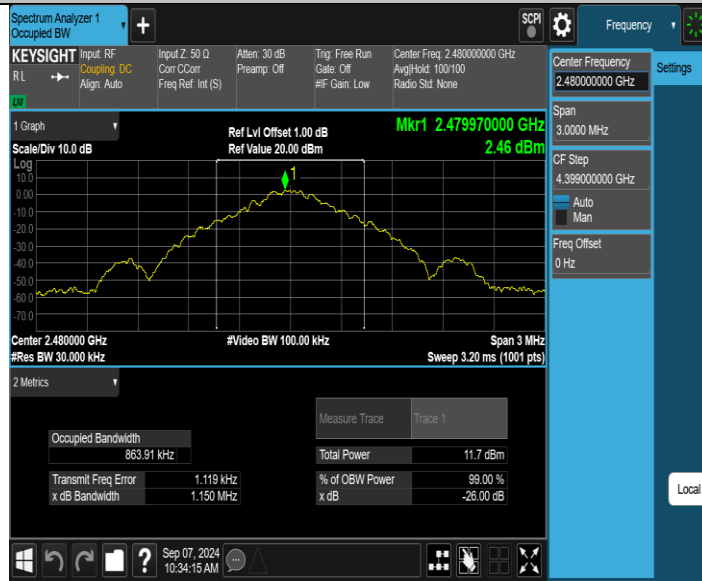 Spectrum Analyzer 1
Occupied BW
+
SCPI
Frequency
KEYSIGHT
RL
LXI
Input: RF
Coupling: DC
Align: Auto
Input Z: 50 Ω
Corr CCorr
Freq Ref: Int (S)
Atten: 30 dB
Preamp: Off
Trig: Free Run
Gate: Off
#IF Gain: Low
Center Freq: 2.480000000 GHz
Avg|Hold: 100/100
Radio Std: None
Center Frequency
2.480000000 GHz
Settings
Span
3.0000 MHz
CF Step
4.399000000 GHz
Auto
Man
Freq Offset
0 Hz
1 Graph
Scale/Div 10.0 dB
Ref Lvl Offset 1.00 dB
Ref Value 20.00 dBm
Mkr1 2.479970000 GHz
2.46 dBm
Log
10.0
0.00
-10.0
-20.0
-30.0
-40.0
-50.0
-60.0
-70.0
1
Center 2.480000 GHz
#Res BW 30.000 kHz
#Video BW 100.00 kHz
Span 3 MHz
Sweep 3.20 ms (1001 pts)
2 Metrics
Measure Trace
Trace 1
Occupied Bandwidth
863.91 kHz
Total Power
11.7 dBm
Transmit Freq Error
1.119 kHz
% of OBW Power
99.00 %
x dB Bandwidth
1.150 MHz
x dB
-26.00 dB
Local
?
Sep 07, 2024
10:34:15 AM